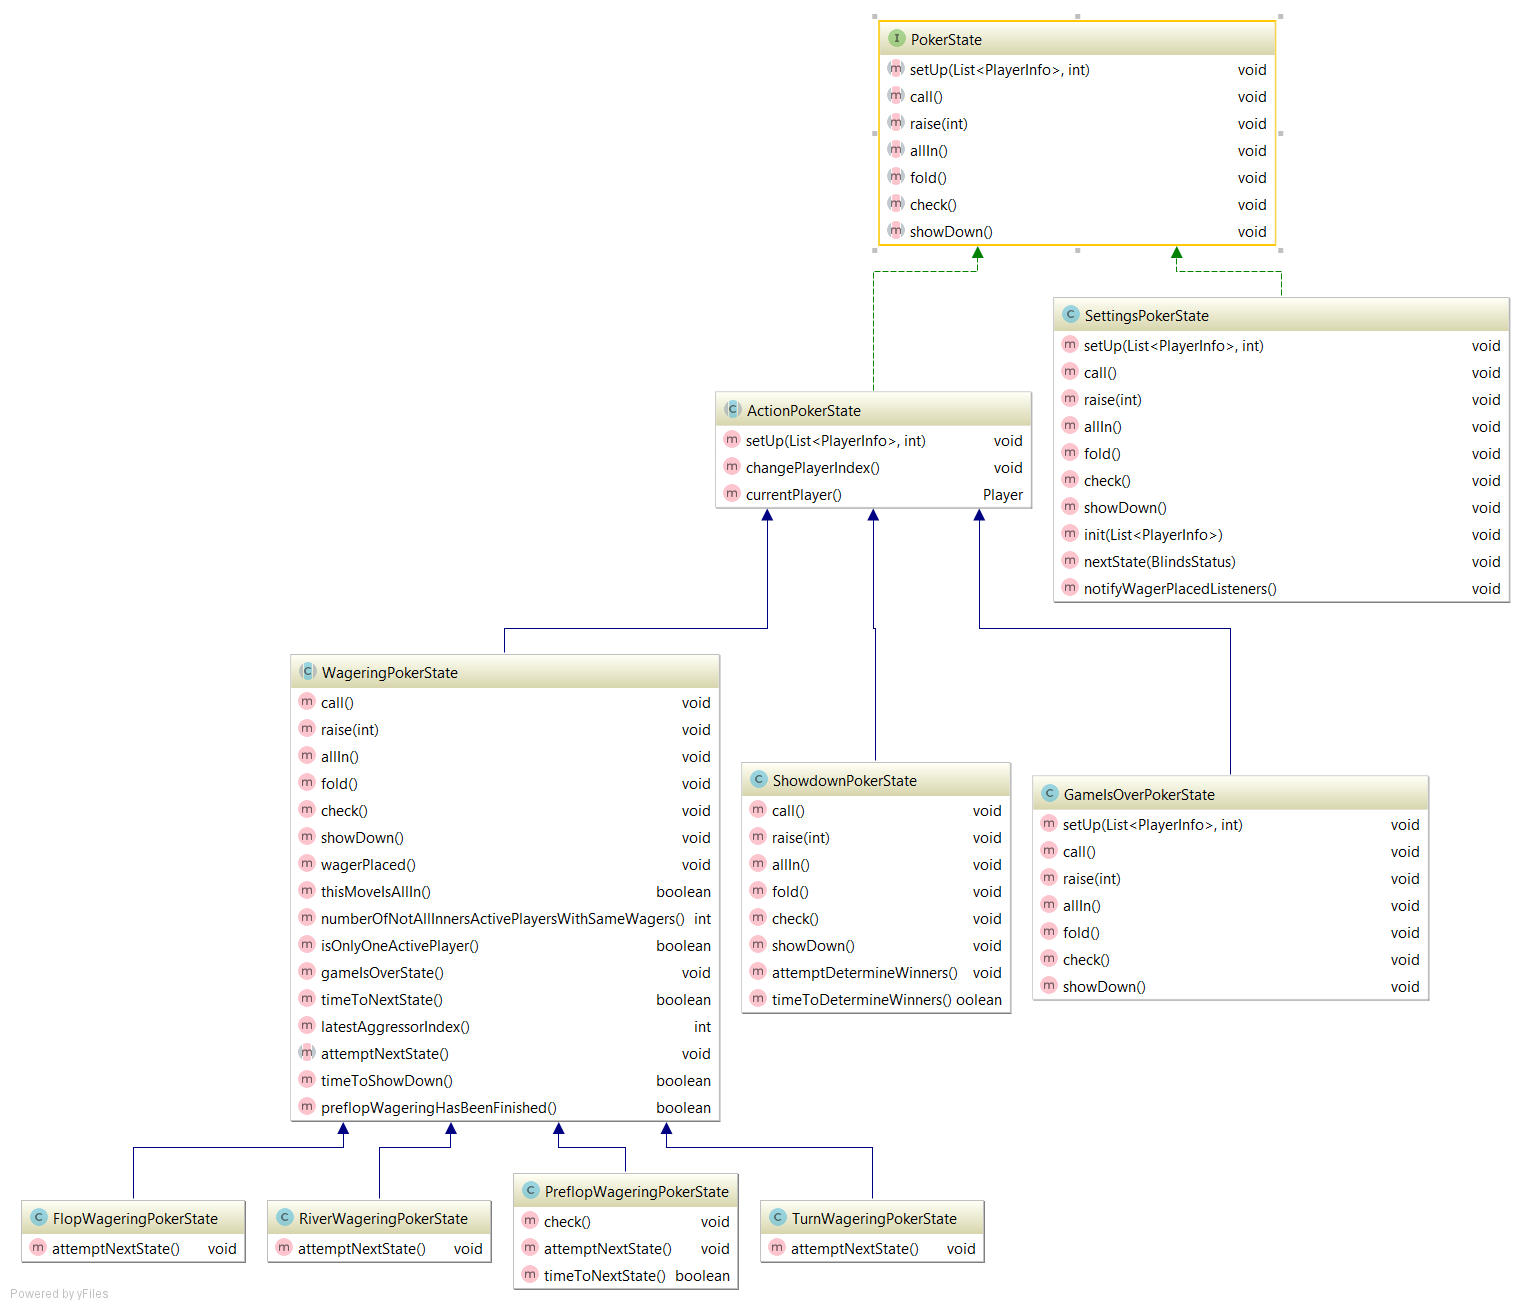 PokerState
setUp(List<PlayerInfo>, int) void
call() void
raise(int) void
allIn() void
fold() void
check() void
showDown() void
SettingsPokerState
setUp(List<PlayerInfo>, int) void
call() void
raise(int) void
allIn() void
fold() void
check() void
showDown() void
init(List<PlayerInfo>) void
nextState(BlindsStatus) void
notifyWagerPlacedListeners() void
ActionPokerState
setUp(List<PlayerInfo>, int) void
changePlayerIndex() void
currentPlayer() Player
WageringPokerState
call() void
raise(int) void
allIn() void
fold() void
check() void
showDown() void
wagerPlaced() void
thisMoveIsAllIn() boolean
numberOfNotAllInnersActivePlayersWithSameWagers() int
isOnlyOneActivePlayer() boolean
gameIsOverState() void
timeToNextState() boolean
latestAggressorIndex() int
attemptNextState() void
timeToShowDown() boolean
preflopWageringHasBeenFinished() boolean
ShowdownPokerState
call() void
raise(int) void
allIn() void
fold() void
check() void
showDown() void
attemptDetermineWinners() void
timeToDetermineWinners() oolean
GameIsOverPokerState
setUp(List<PlayerInfo>, int) void
call() void
raise(int) void
allIn() void
fold() void
check() void
showDown() void
FlopWageringPokerState
attemptNextState() void
RiverWageringPokerState
attemptNextState() void
PreflopWageringPokerState
check() void
attemptNextState() void
timeToNextState() boolean
TurnWageringPokerState
attemptNextState() void
Powered by yFiles